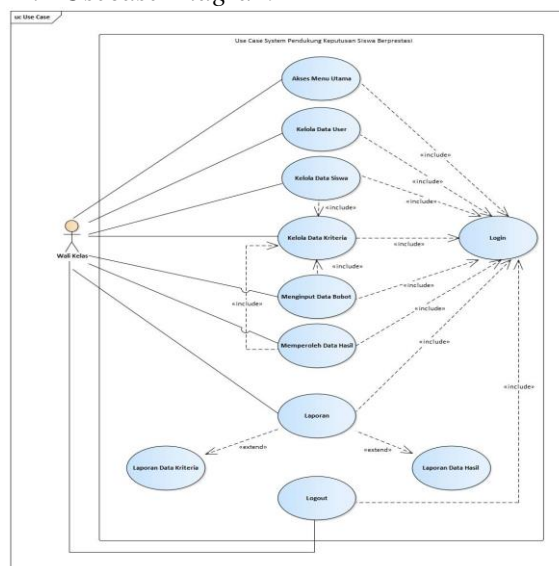 uc Use Case
Use Case System Pendukung Keputusan Siswa Berprestasi
Akses Menu Utama
Kelola Data User
«include»
«include»
Kelola Data Siswa
«include»
«include»
Wali Kelas
Kelola Data Kriteria
«include»
Login
«include»
Menginput Data Bobot
«include»
«include»
«include»
Memperoleh Data Hasil
«include»
«include»
Laporan
«extend»
«extend»
Laporan Data Kriteria
Laporan Data Hasil
Logout